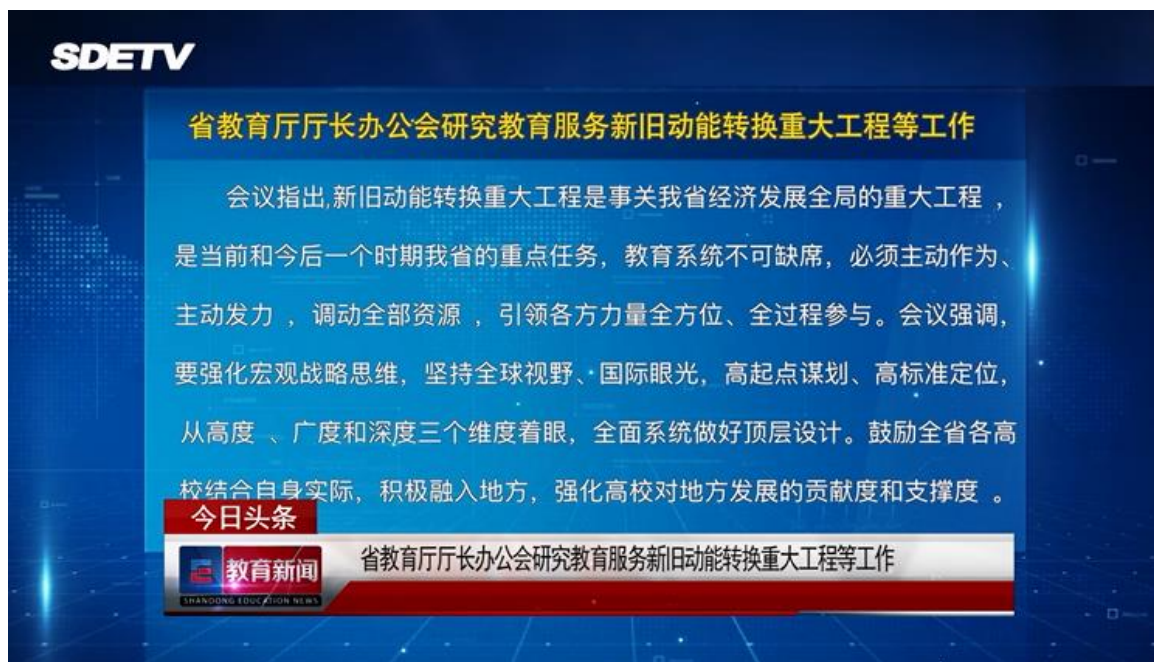 SDETV
省教育厅厅长办公会研究教育服务新旧动能转换重大工程等工作
会议指出,新旧动能转换重大工程是事关我省经济发展全局的重大工程 ，
是当前和今后一个时期我省的重点任务，教育系统不可缺席，必须主动作为、
主动发力 ，调动全部资源 ，引领各方力量全方位、全过程参与。会议强调，
要强化宏观战略思维，坚持全球视野、国际眼光，高起点谋划、高标准定位，
从高度 、广度和深度三个维度着眼，全面系统做好顶层设计。鼓励全省各高
校结合自身实际，积极融入地方，强化高校对地方发展的贡献度和支撑度 。
今日头条
省教育厅厅长办公会研究教育服务新旧动能转换重大工程等工作
教育新闻
SHANDONG EDUCATION NEWS